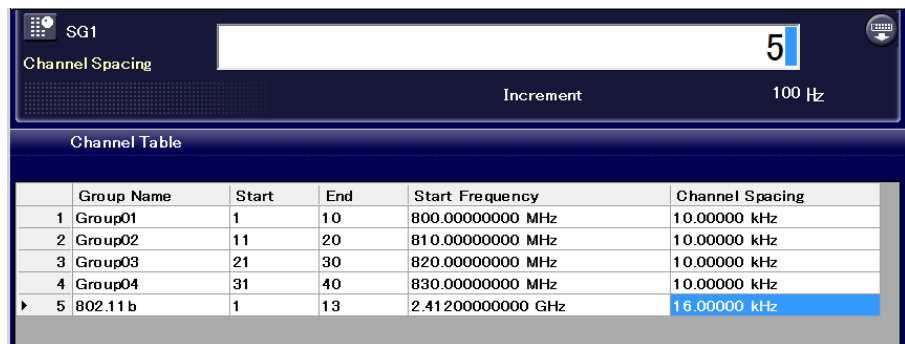 SG1
5
Channel Spacing
Increment 100 Hz
Channel Table
Group Name Start End Start Frequency Channel Spacing
1 Group01 1 10 800.00000000 MHz 10.00000 kHz
2 Group02 11 20 810.00000000 MHz 10.00000 kHz
3 Group03 21 30 820.00000000 MHz 10.00000 kHz
4 Group04 31 40 830.00000000 MHz 10.00000 kHz
5 802.11b 1 13 2.41200000000 GHz 16.00000 kHz